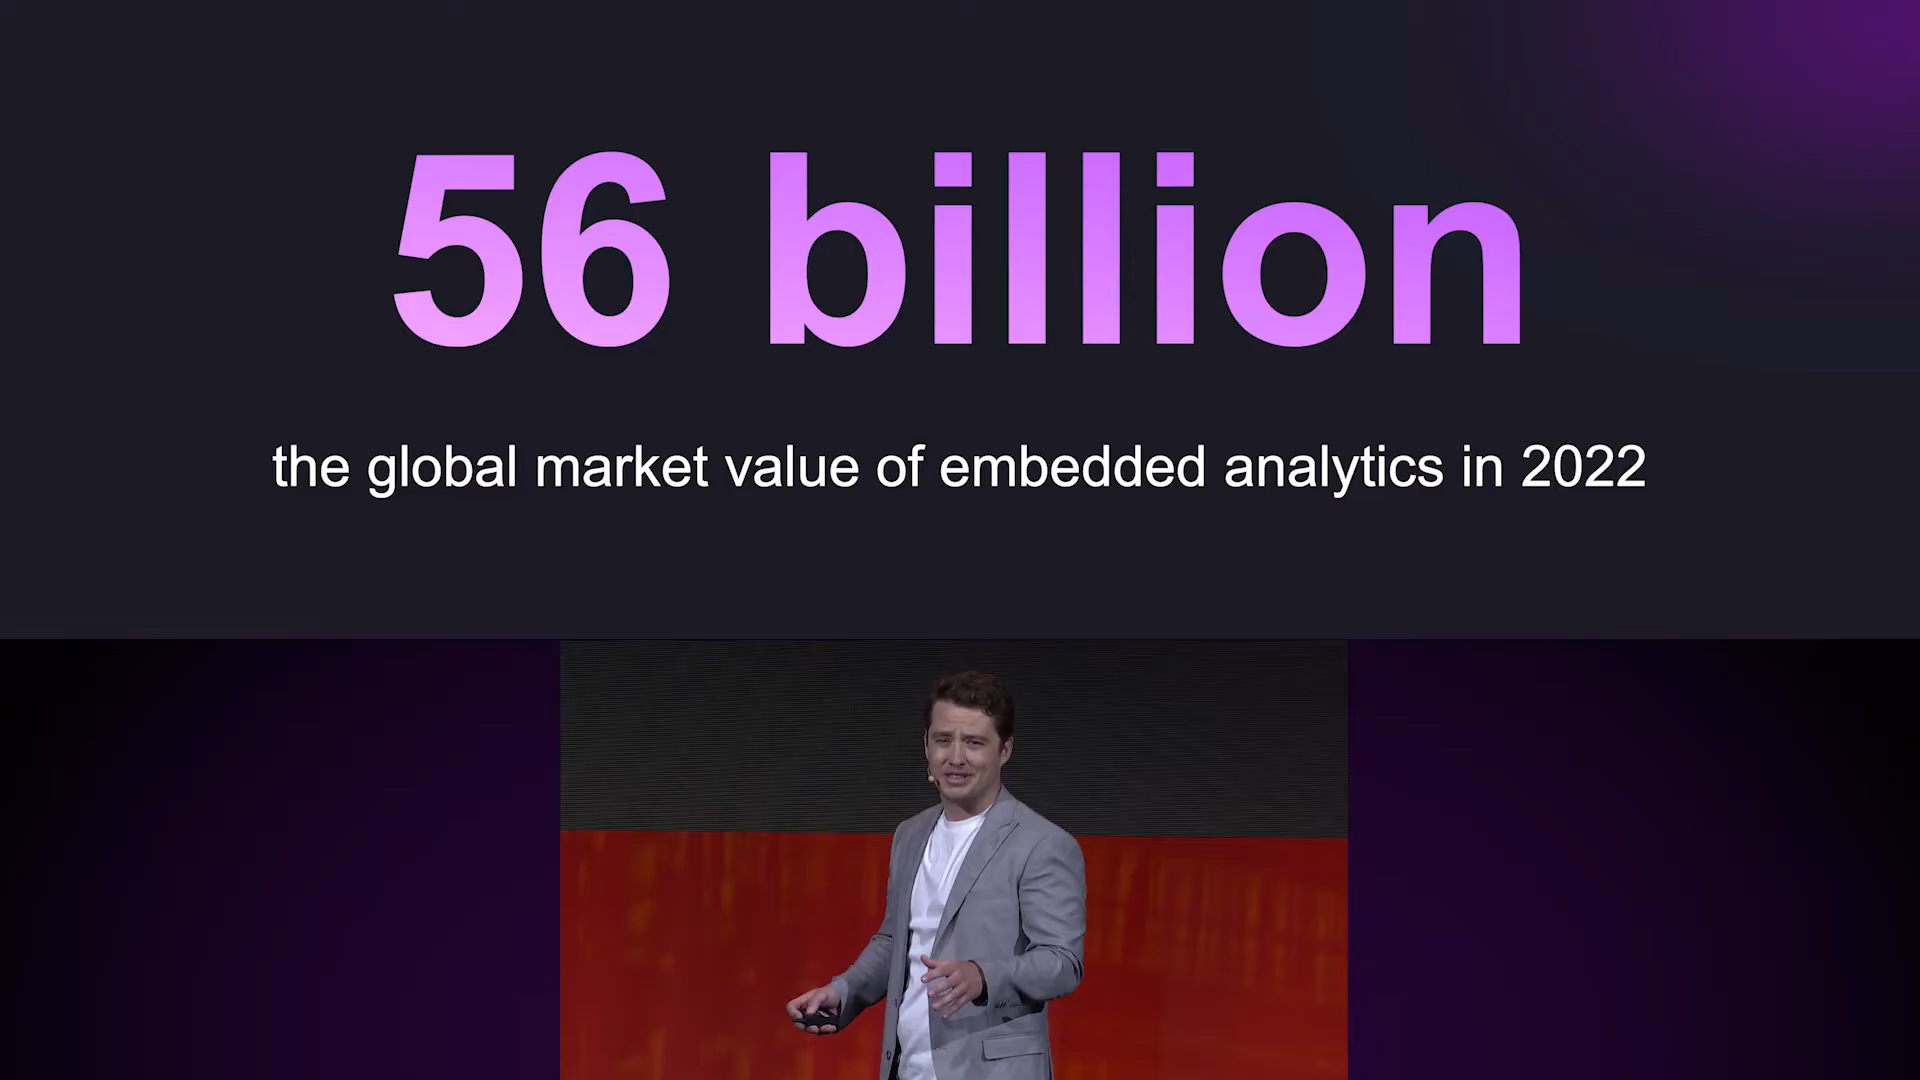 56 billion
the global market value of embedded analytics in 2022